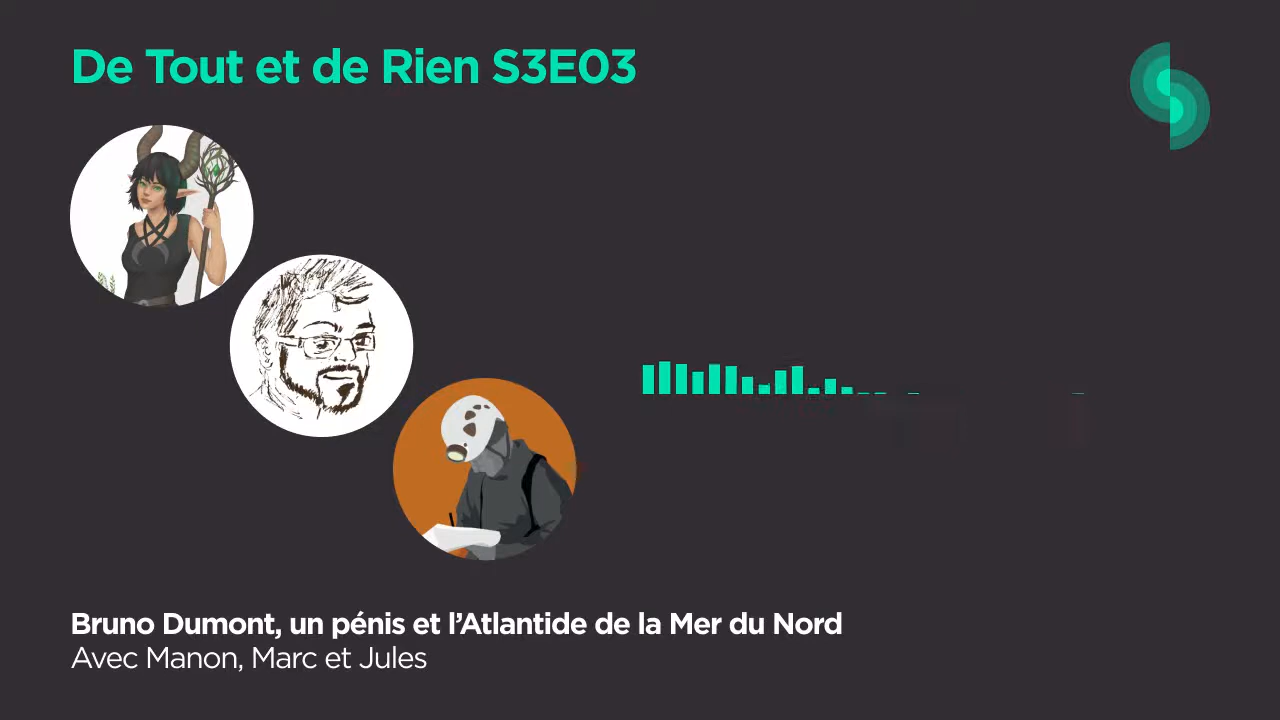 De Tout et de Rien S3E03
Bruno Dumont, un pénis et l’Atlantide de la Mer du Nord
Avec Manon, Marc et Jules